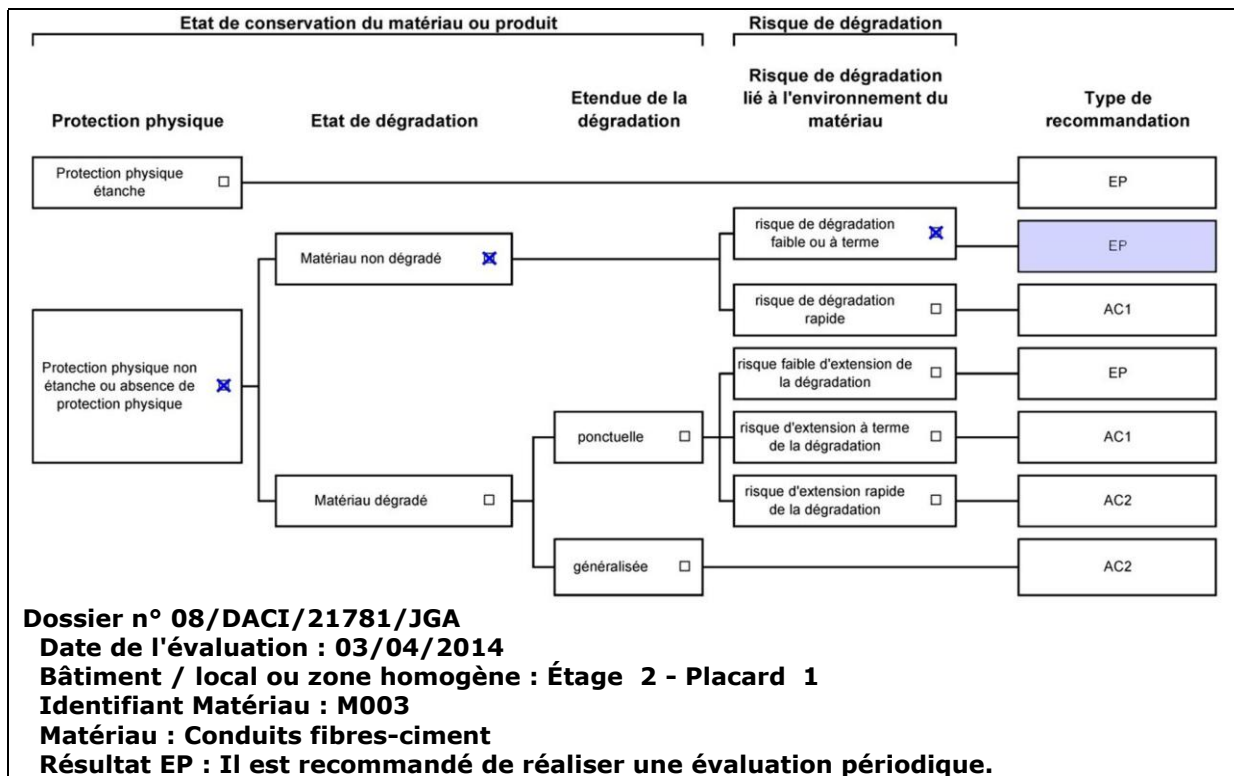 Etat de conservation du matériau ou produit
Risque de dégradation
Protection physique
Etat de dégradation
Etendue de la
dégradation
Risque de dégradation
lié à l'environnement du
matériau
Type de
recommandation
Protection physique
étanche
EP
Protection physique non
étanche ou absence de
protection physique
Matériau non dégradé
risque de dégradation
faible ou à terme
EP
risque de dégradation
rapide
AC1
Matériau dégradé
ponctuelle
risque faible d'extension de
la dégradation
EP
risque d'extension à terme
de la dégradation
AC1
risque d'extension rapide
de la dégradation
AC2
généralisée
AC2
Dossier n° 08/DACI/21781/JGA
Date de l'évaluation : 03/04/2014
Bâtiment / local ou zone homogène : Étage 2 - Placard 1
Identifiant Matériau : M003
Matériau : Conduits fibres-ciment
Résultat EP : Il est recommandé de réaliser une évaluation périodique.